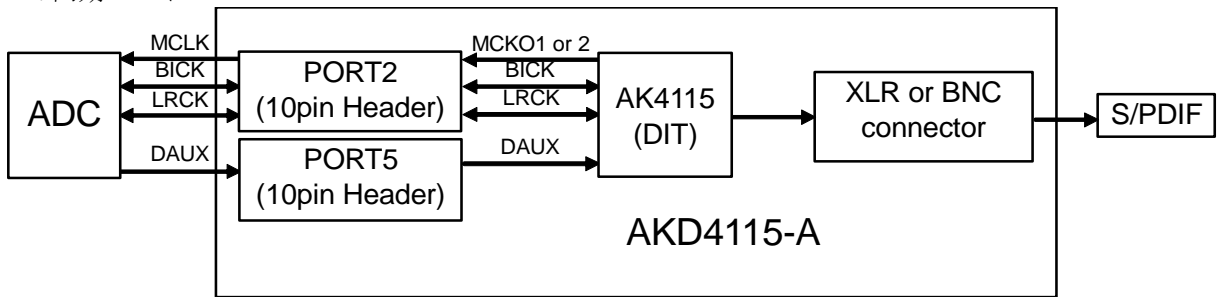 MCLK
BICK
LRCK
DAUX
ADC
PORT2
(10pin Header)
PORT5
(10pin Header)
MCKO1 or 2
BICK
LRCK
DAUX
AK4115
(DIT)
XLR or BNC
connector
S/PDIF
AKD4115-A